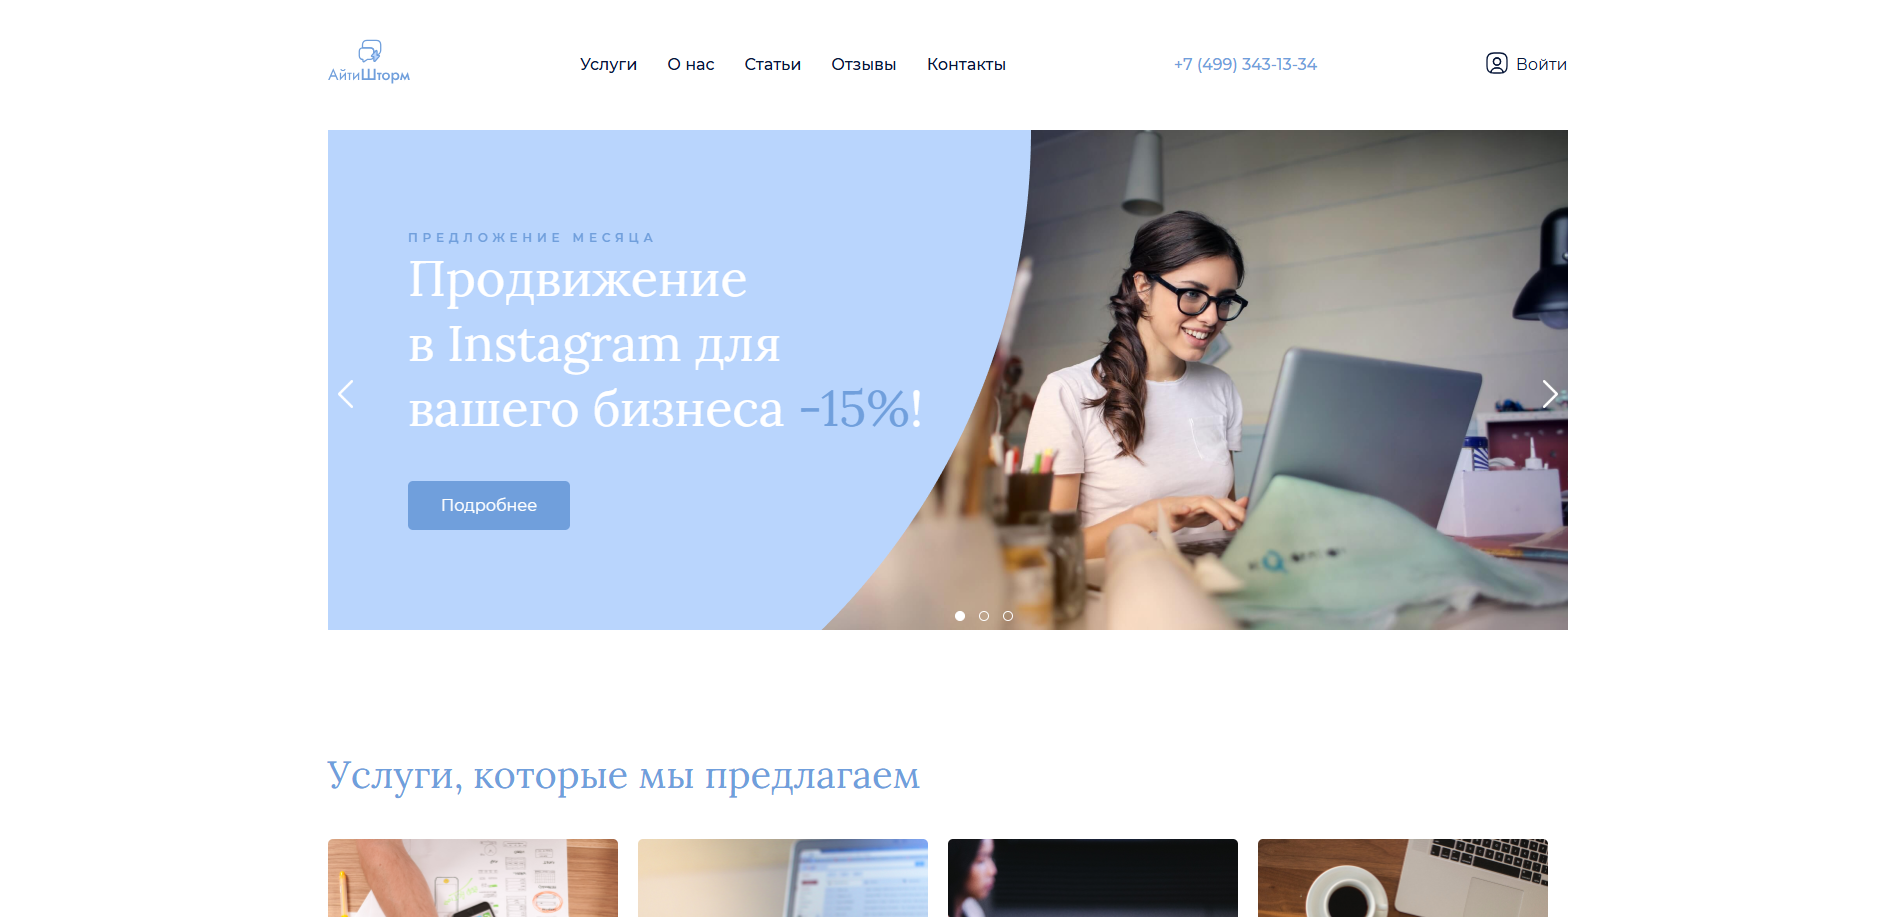 АйтиШторм
Услуги О нас Статьи Отзывы Контакты
+7 (499) 343-13-34
Войти
ПРЕДЛОЖЕНИЕ МЕСЯЦА
Продвижение
в Instagram для
вашего бизнеса -15%!
Подробнее
Услуги, которые мы предлагаем